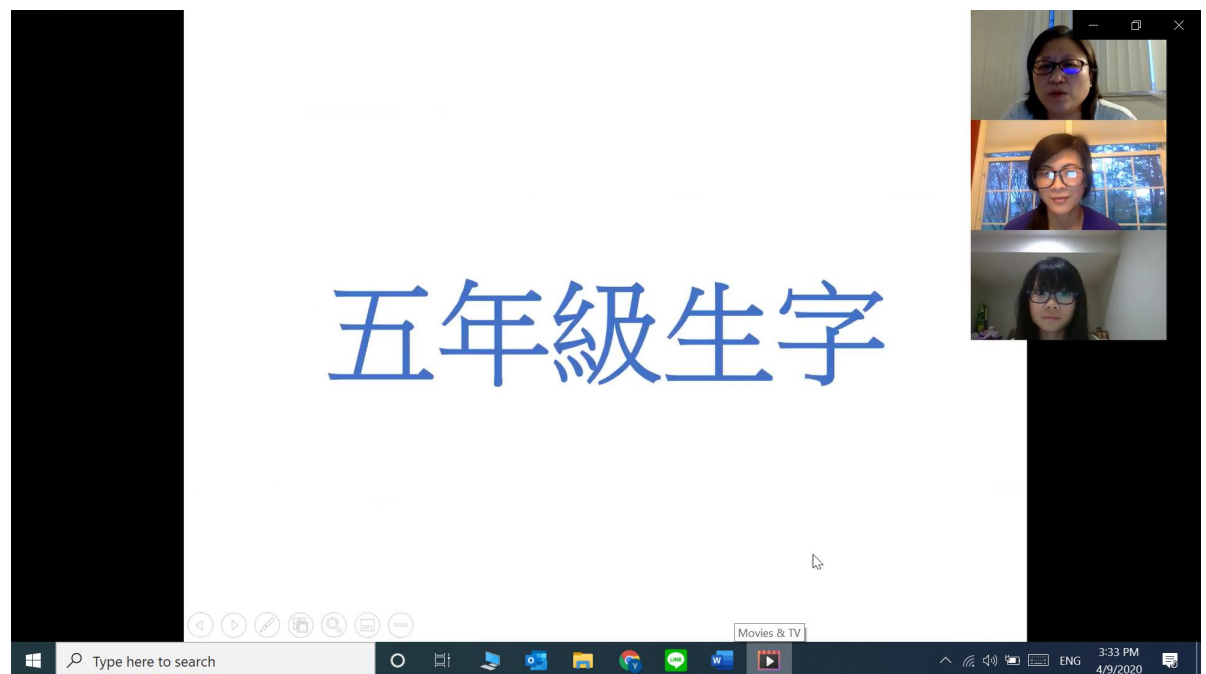 五年級生字
Movies & TV
Type here to search
ENG
3:33 PM
4/9/2020